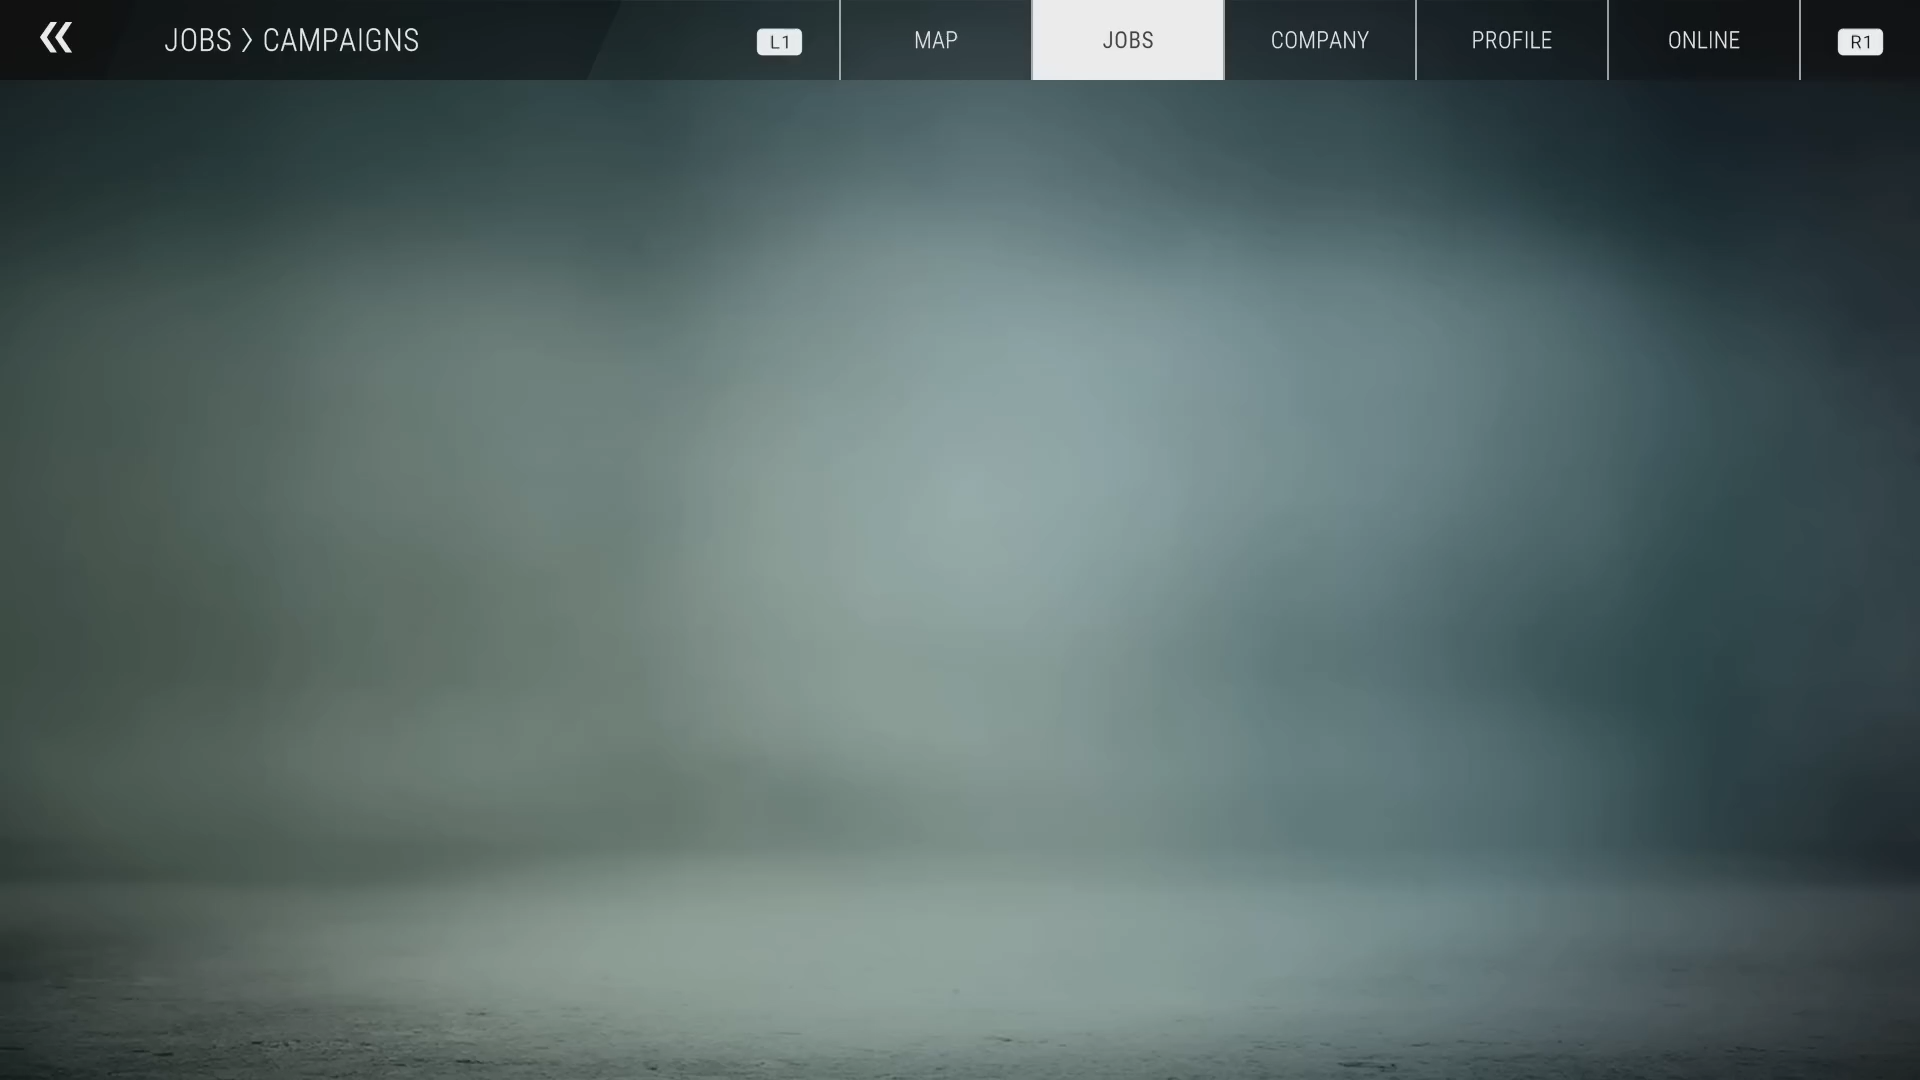 JOBS > CAMPAIGNS
L1
MAP
JOBS
COMPANY
PROFILE
ONLINE
R1